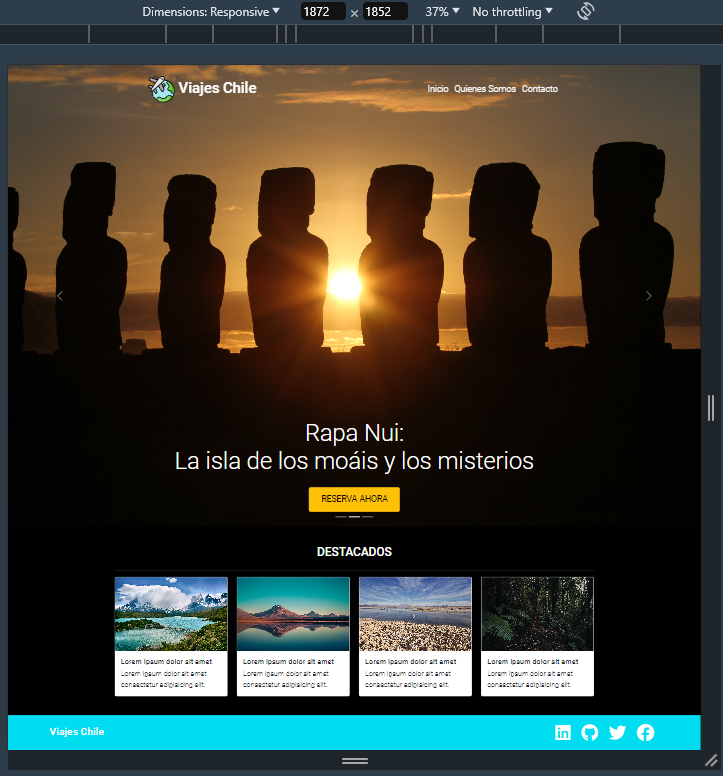 Dimensions: Responsive 1872 × 1852 37% No throttling
Viajes Chile
Inicio Quienes Somos Contacto
Rapa Nui:
La isla de los moáis y los misterios
RESERVA AHORA
DESTACADOS
Lorem ipsum dolor sit amet
Lorem ipsum dolor sit amet
consectetur adipisicing elit.
Lorem ipsum dolor sit amet
Lorem ipsum dolor sit amet
consectetur adipisicing elit.
Lorem ipsum dolor sit amet
Lorem ipsum dolor sit amet
consectetur adipisicing elit.
Lorem ipsum dolor sit amet
Lorem ipsum dolor sit amet
consectetur adipisicing elit.
Viajes Chile